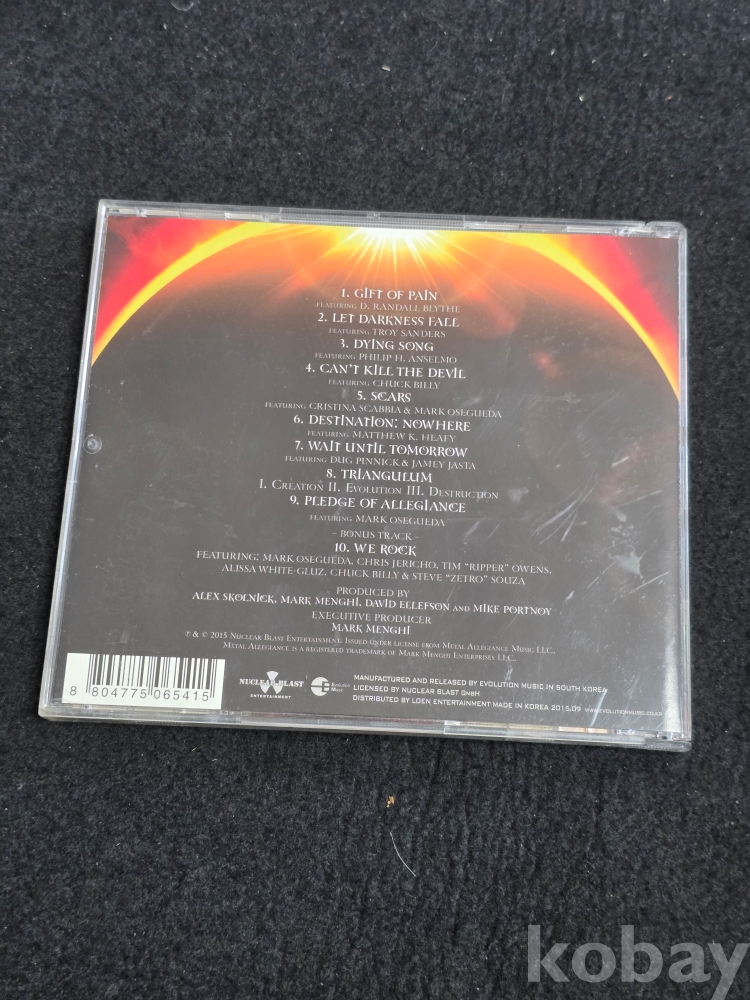 1. GIFT OF PAIN
FEATURING D. RANDALL BLYTHE
2. LET DARKNESS FALL
FEATURING TROY SANDERS
3. DYING SONG
FEATURING PHILIP H. ANSELMO
4. CAN'T KILL THE DEVIL
FEATURING CHUCK BILLY
5. SCARS
FEATURING CRISTINA SCABBIA & MARK OSEGUEDA
6. DESTINATION: NOWHERE
FEATURING MATTHEW K. HEAFY
7. WAIT UNTIL TOMORROW
FEATURING DUG PINNICK & JAMEY JASTA
8. TRIANGULUM
I. CREATION II. EVOLUTION III. DESTRUCTION
9. PLEDGE OF ALLEGIANCE
FEATURING MARK OSEGUEDA
- BONUS TRACK -
10. WE ROCK
FEATURING: MARK OSEGUEDA, CHRIS JERICHO, TIM "RIPPER" OWENS,
ALISSA WHITE-GLUZ, CHUCK BILLY & STEVE "ZETRO" SOUZA
PRODUCED BY
ALEX SKOLNICK, MARK MENGHI, DAVID ELLEFSON AND MIKE PORTNOY
EXECUTIVE PRODUCER
MARK MENGHI
℗ & © 2015 NUCLEAR BLAST ENTERTAINMENT. ISSUED UNDER LICENSE FROM METAL ALLEGIANCE MUSIC LLC.
METAL ALLEGIANCE IS A REGISTERED TRADEMARK OF MARK MENGHI ENTERPRISES LLC.
8 804775 065415
NUCLEAR BLAST
ENTERTAINMENT
Evolution Music
MANUFACTURED AND RELEASED BY EVOLUTION MUSIC IN SOUTH KOREA
LICENSED BY NUCLEAR BLAST GmbH
DISTRIBUTED BY LOEN ENTERTAINMENT MADE IN KOREA 2015.09 WWW.EVOLUTIONMUSIC.CO.KR
kobay